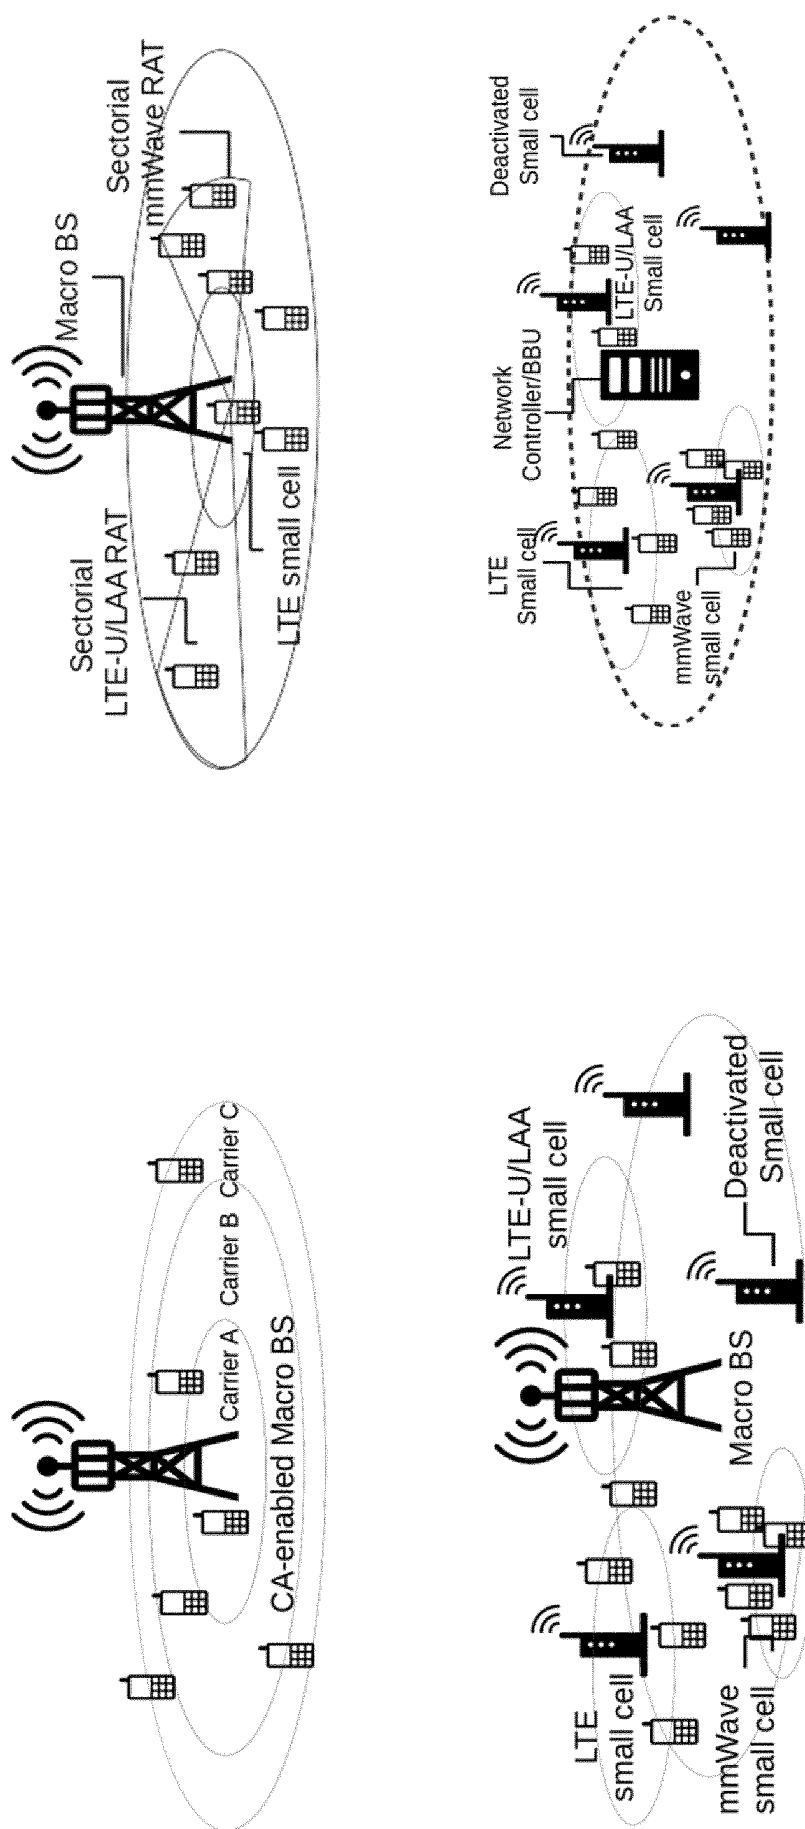 Carrier A
Carrier B
Carrier C
CA-enabled Macro BS
Sectorial
LTE-U/LAA RAT
Macro BS
Sectorial
mmWave RAT
LTE small cell
LTE
small cell
mmWave
small cell
Macro BS
LTE-U/LAA
small cell
Deactivated
Small cell
LTE
Small cell
mmWave
small cell
Network
Controller/BBU
LTE-U/LAA
Small cell
Deactivated
Small cell